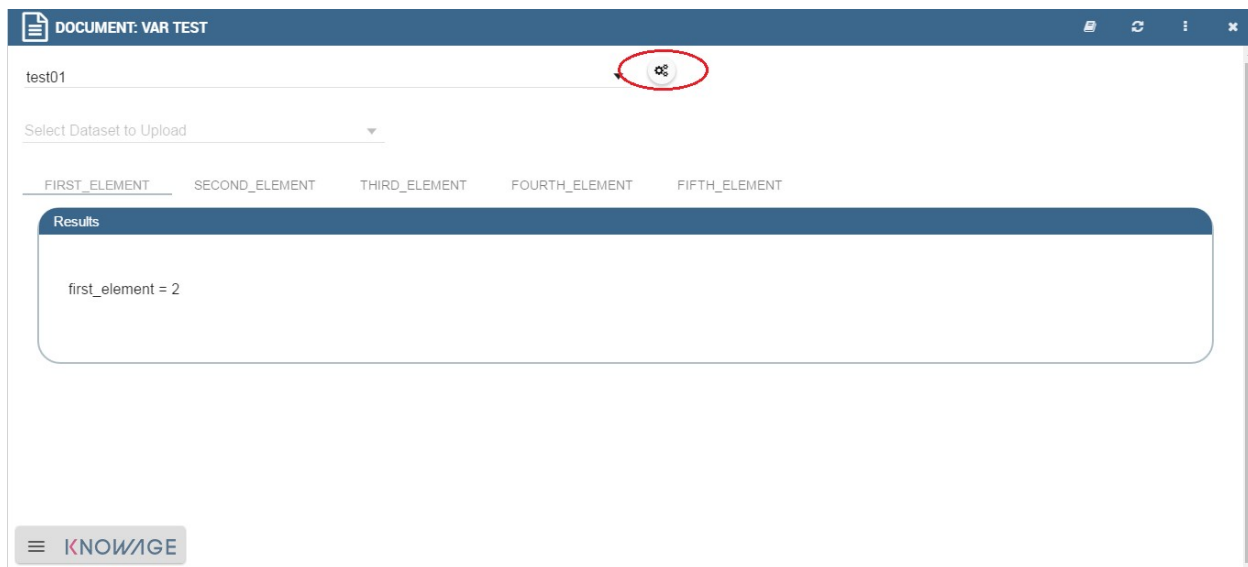 DOCUMENT: VAR TEST
test01
Select Dataset to Upload
FIRST_ELEMENT SECOND_ELEMENT THIRD_ELEMENT FOURTH_ELEMENT FIFTH_ELEMENT
Results
first_element = 2
KNOWAGE